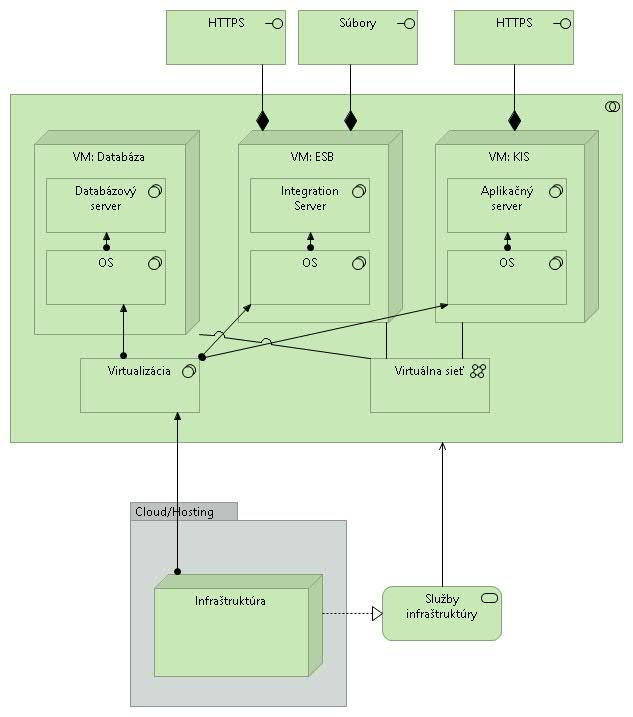 HTTPS
Súbory
HTTPS
VM: Databáza
VM: ESB
VM: KIS
Databázový
server
Integration
Server
Aplikačný
server
OS
OS
OS
Virtualizácia
Virtuálna sieť
Cloud/Hosting
Infraštruktúra
Služby
infraštruktúry